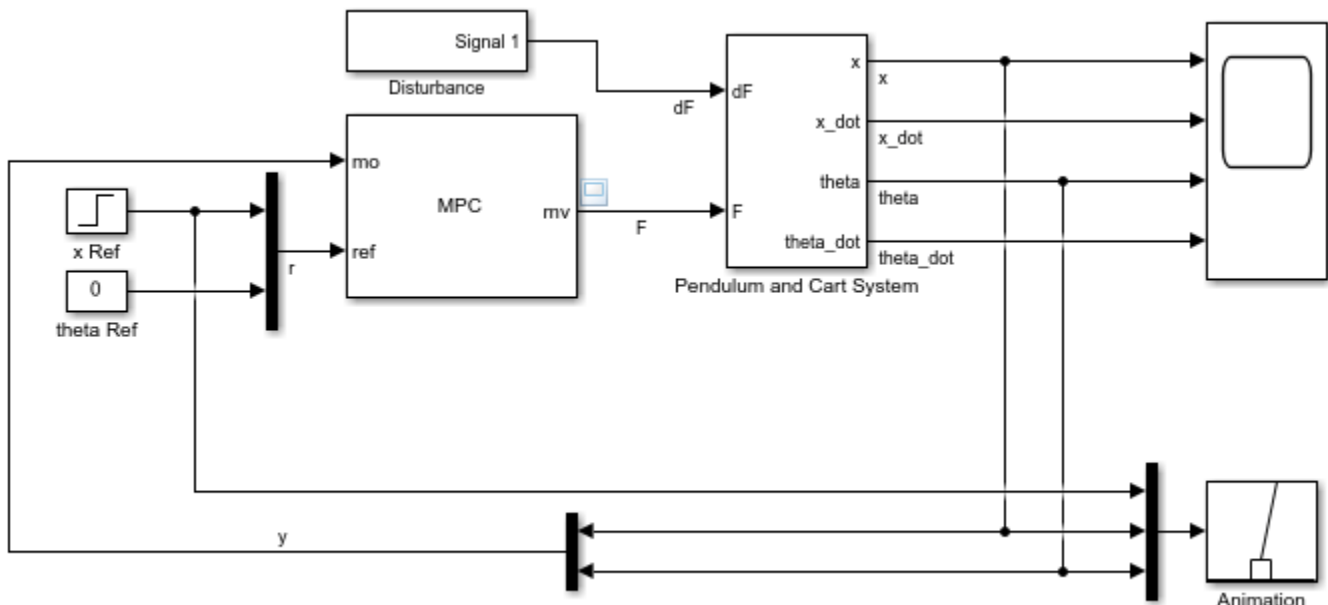 Signal 1
Disturbance
dF
dF
x
x
x_dot
x_dot
theta
theta
theta_dot
theta_dot
F
Pendulum and Cart System
mo
MPC
mv
F
ref
x Ref
r
0
theta Ref
y
Animation